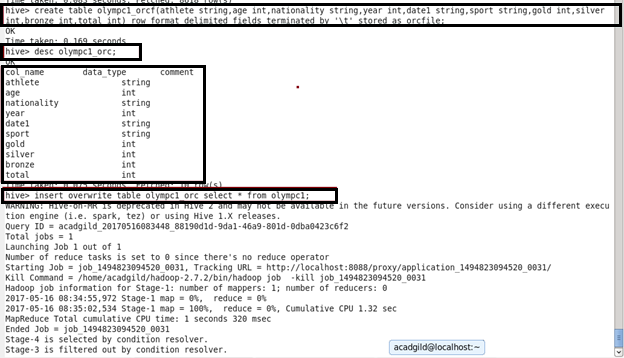 Time taken: 0.083 seconds, Fetched: 8618 row(s)
hive> create table olympc1_orcf(athlete string,age int,nationality string,year int,date1 string,sport string,gold int,silver
int,bronze int,total int) row format delimited fields terminated by '\t' stored as orcfile;
OK
Time taken: 0.169 seconds
hive> desc olympc1_orc;
OK
col_name data_type comment
athlete string
age int
nationality string
year int
date1 string
sport string
gold int
silver int
bronze int
total int
Time taken: 0.075 seconds, Fetched: 10 row(s)
hive> insert overwrite table olympc1_orc select * from olympc1;
WARNING: Hive-on-MR is deprecated in Hive 2 and may not be available in the future versions. Consider using a different execu
tion engine (i.e. spark, tez) or using Hive 1.X releases.
Query ID = acadgild_20170516083448_88190d1d-9da1-46a9-801d-0dba0423c6f2
Total jobs = 1
Launching Job 1 out of 1
Number of reduce tasks is set to 0 since there's no reduce operator
Starting Job = job_1494823094520_0031, Tracking URL = http://localhost:8088/proxy/application_1494823094520_0031/
Kill Command = /home/acadgild/hadoop-2.7.2/bin/hadoop job -kill job_1494823094520_0031
Hadoop job information for Stage-1: number of mappers: 1; number of reducers: 0
2017-05-16 08:34:55,972 Stage-1 map = 0%, reduce = 0%
2017-05-16 08:35:02,534 Stage-1 map = 100%, reduce = 0%, Cumulative CPU 1.32 sec
MapReduce Total cumulative CPU time: 1 seconds 320 msec
Ended Job = job_1494823094520_0031
Stage-4 is selected by condition resolver.
Stage-3 is filtered out by condition resolver.
acadgild@localhost:~